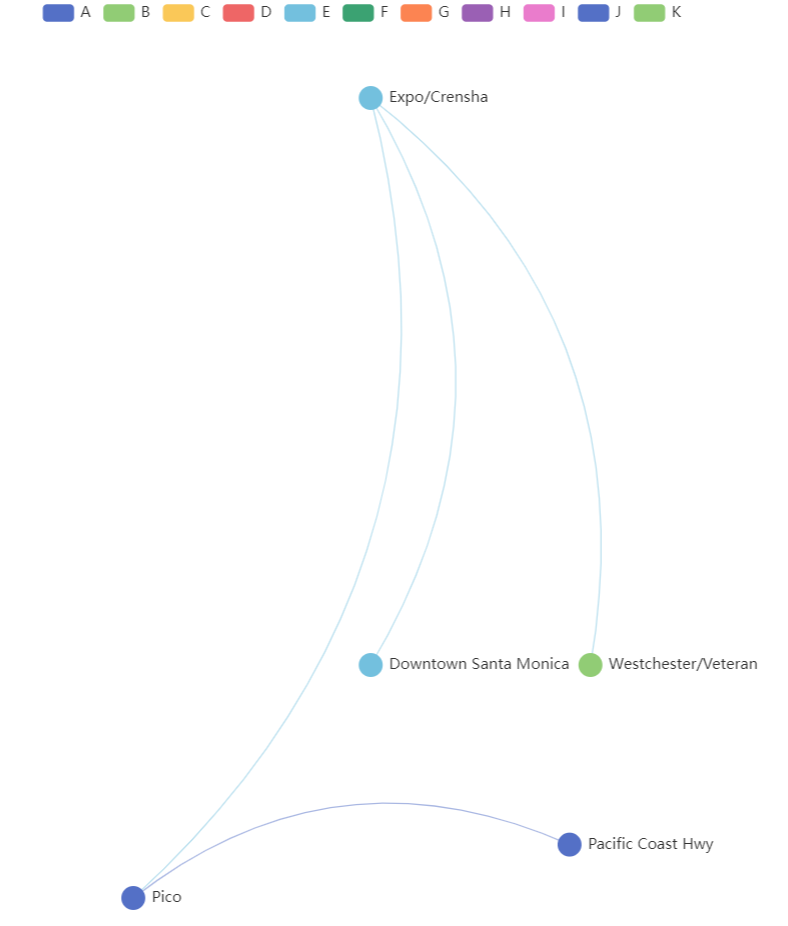 A B C D E F G H I J K
Expo/Crensha
Downtown Santa Monica
Westchester/Veteran
Pacific Coast Hwy
Pico